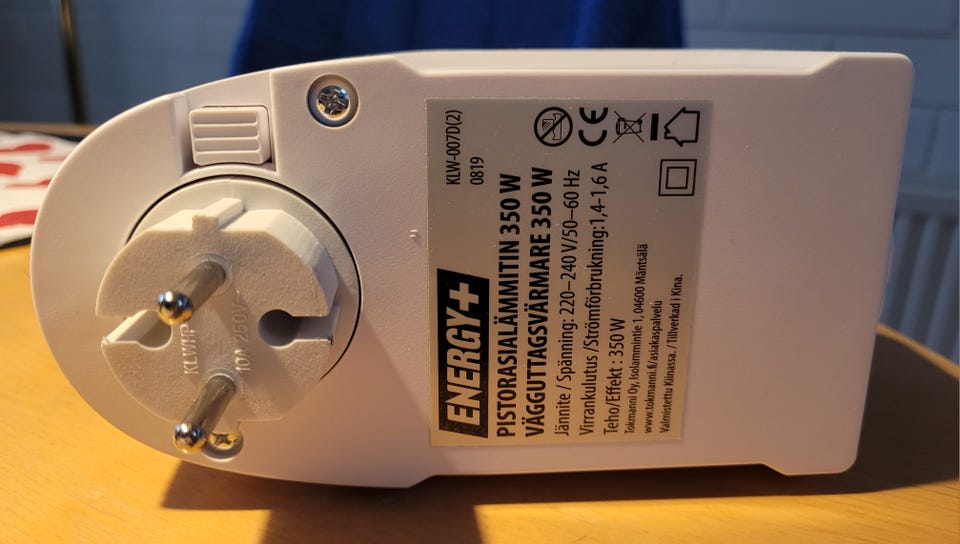 KLW-007D(2)
0819
ENERGY+
PISTORASIALÄMMITIN 350 W
VÄGGUTTAGSVÄRMARE 350 W
Jännite / Spänning: 220–240 V/50–60 Hz
Virrankulutus /Strömförbrukning:1,4-1,6 A
Teho/Effekt : 350 W
Tokmanni Oy, Isolammintie 1, 04600 Mäntsälä
www.tokmanni.fi/asiakaspalvelu
Valmistettu Kiinassa. / Tillverkad i Kina.
CE
KLWHP
10A 250V~